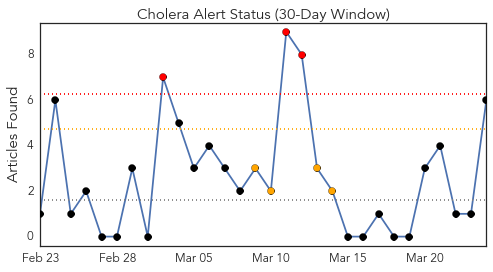 Cholera Alert Status (30-Day Window)
Articles Found
8
6
4
2
0
Feb 23 Feb 28 Mar 05 Mar 10 Mar 15 Mar 20